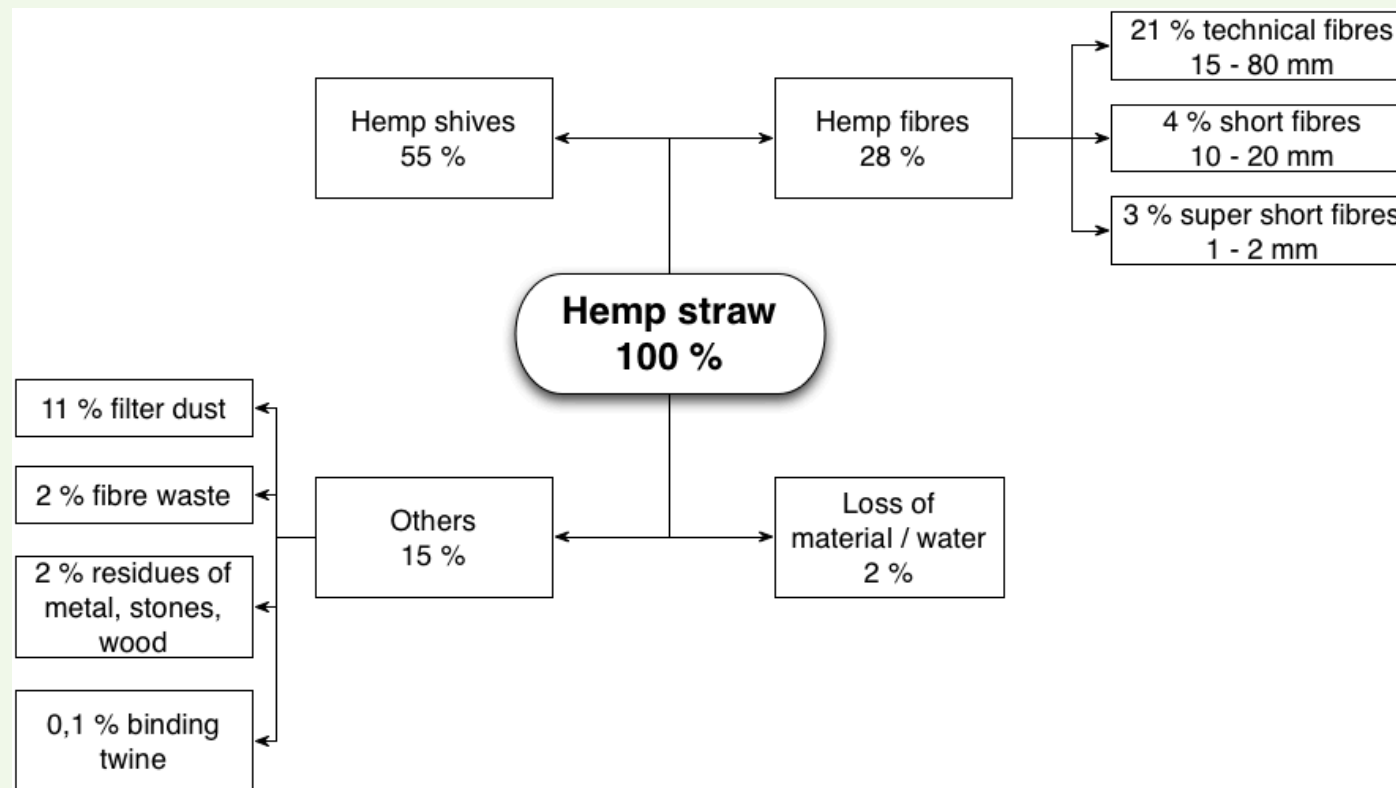 21 % technical fibres
15 - 80 mm
Hemp shives
55 %
Hemp fibres
28 %
4 % short fibres
10 - 20 mm
3 % super short fibres
1 - 2 mm
Hemp straw
100 %
11 % filter dust
2 % fibre waste
2 % residues of
metal, stones,
wood
0,1 % binding
twine
Others
15 %
Loss of
material / water
2 %